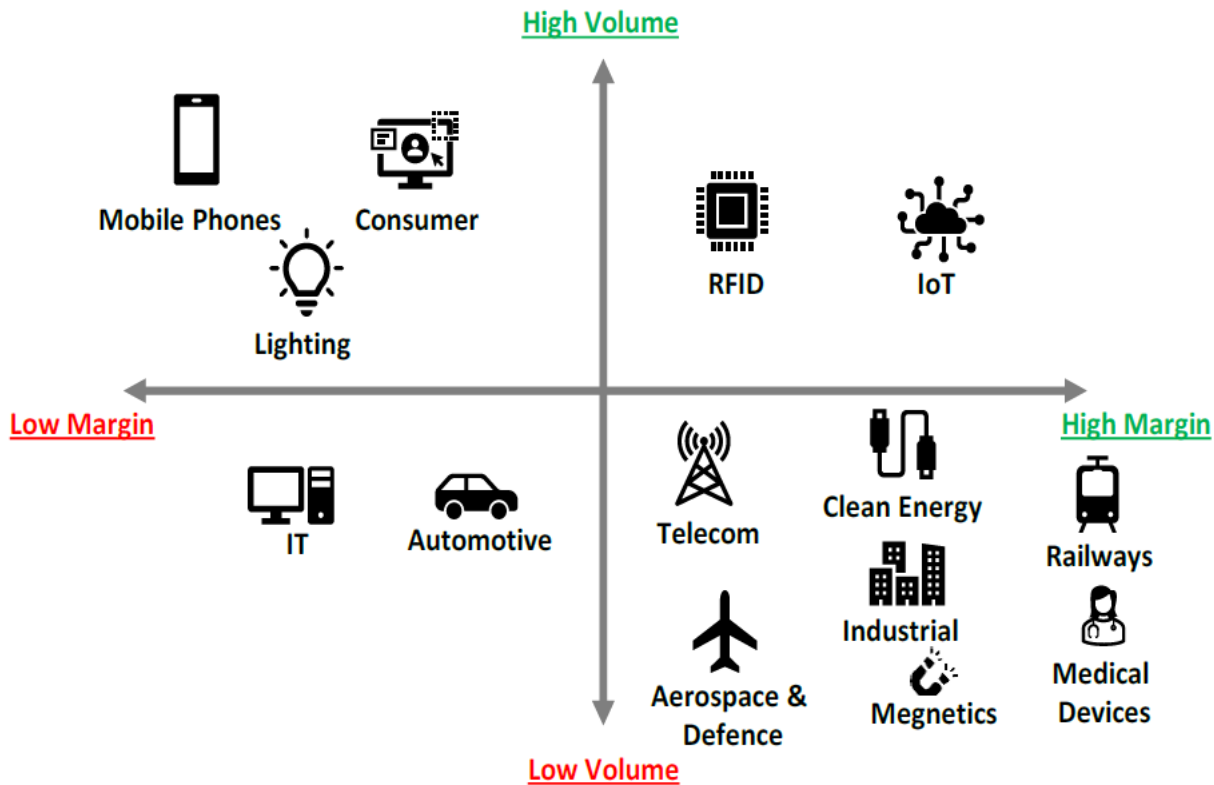 High Volume
Mobile Phones
Consumer
Lighting
RFID
IoT
Low Margin
High Margin
IT
Automotive
Telecom
Clean Energy
Railways
Industrial
Aerospace &
Defence
Megnetics
Medical
Devices
Low Volume